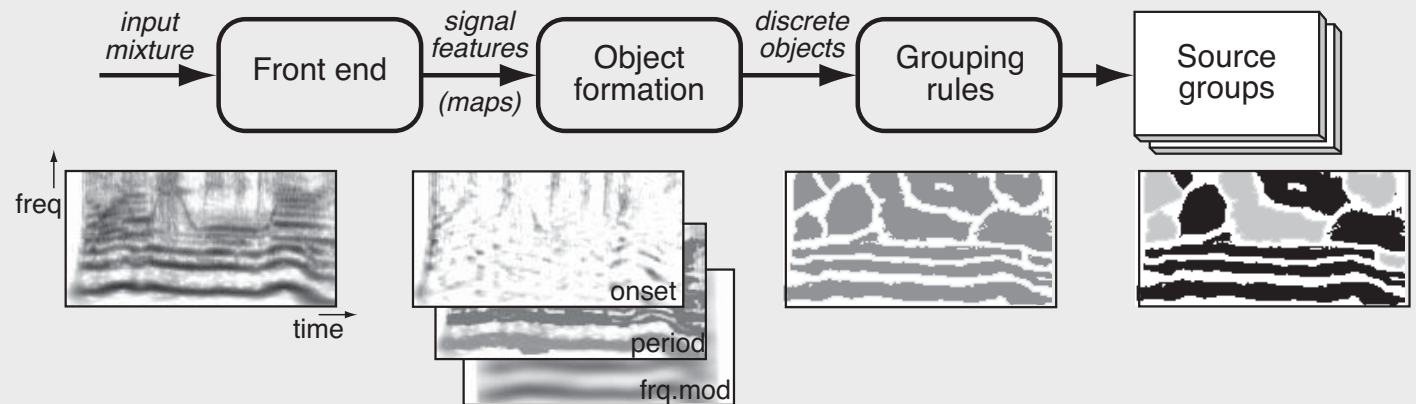 input
mixture
Front end
signal
features
(maps)
Object
formation
discrete
objects
Grouping
rules
Source
groups
freq
time
onset
period
frq.mod